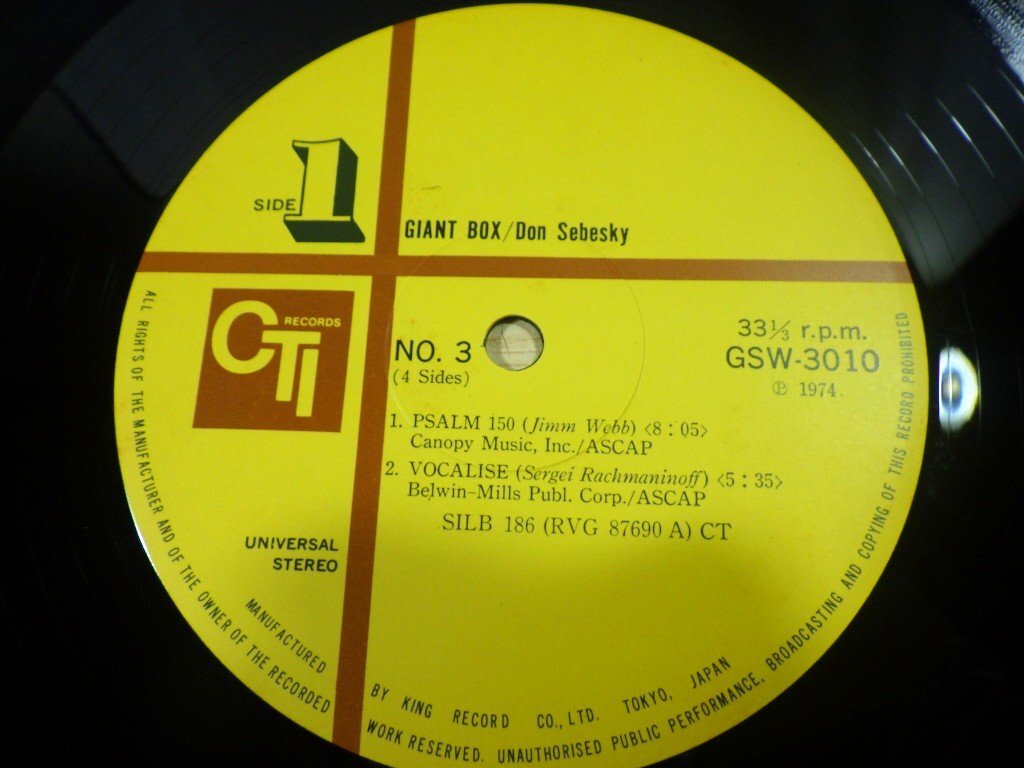 SIDE 1
GIANT BOX/Don Sebesky
CTI RECORDS
NO. 3
(4 Sides)
33⅓ r.p.m.
GSW-3010
℗ 1974.
1. PSALM 150 (Jimm Webb) <8 : 05>
Canopy Music, Inc./ASCAP
2. VOCALISE (Sergei Rachmaninoff) <5 : 35>
Belwin-Mills Publ. Corp./ASCAP
SILB 186 (RVG 87690 A) CT
UNIVERSAL
STEREO
MANUFACTURED BY KING RECORD CO., LTD. TOKYO, JAPAN
ALL RIGHTS OF THE MANUFACTURER AND OF THE OWNER OF THE RECORDED WORK RESERVED. UNAUTHORISED PUBLIC PERFORMANCE, BROADCASTING AND COPYING OF THIS RECORD PROHIBITED